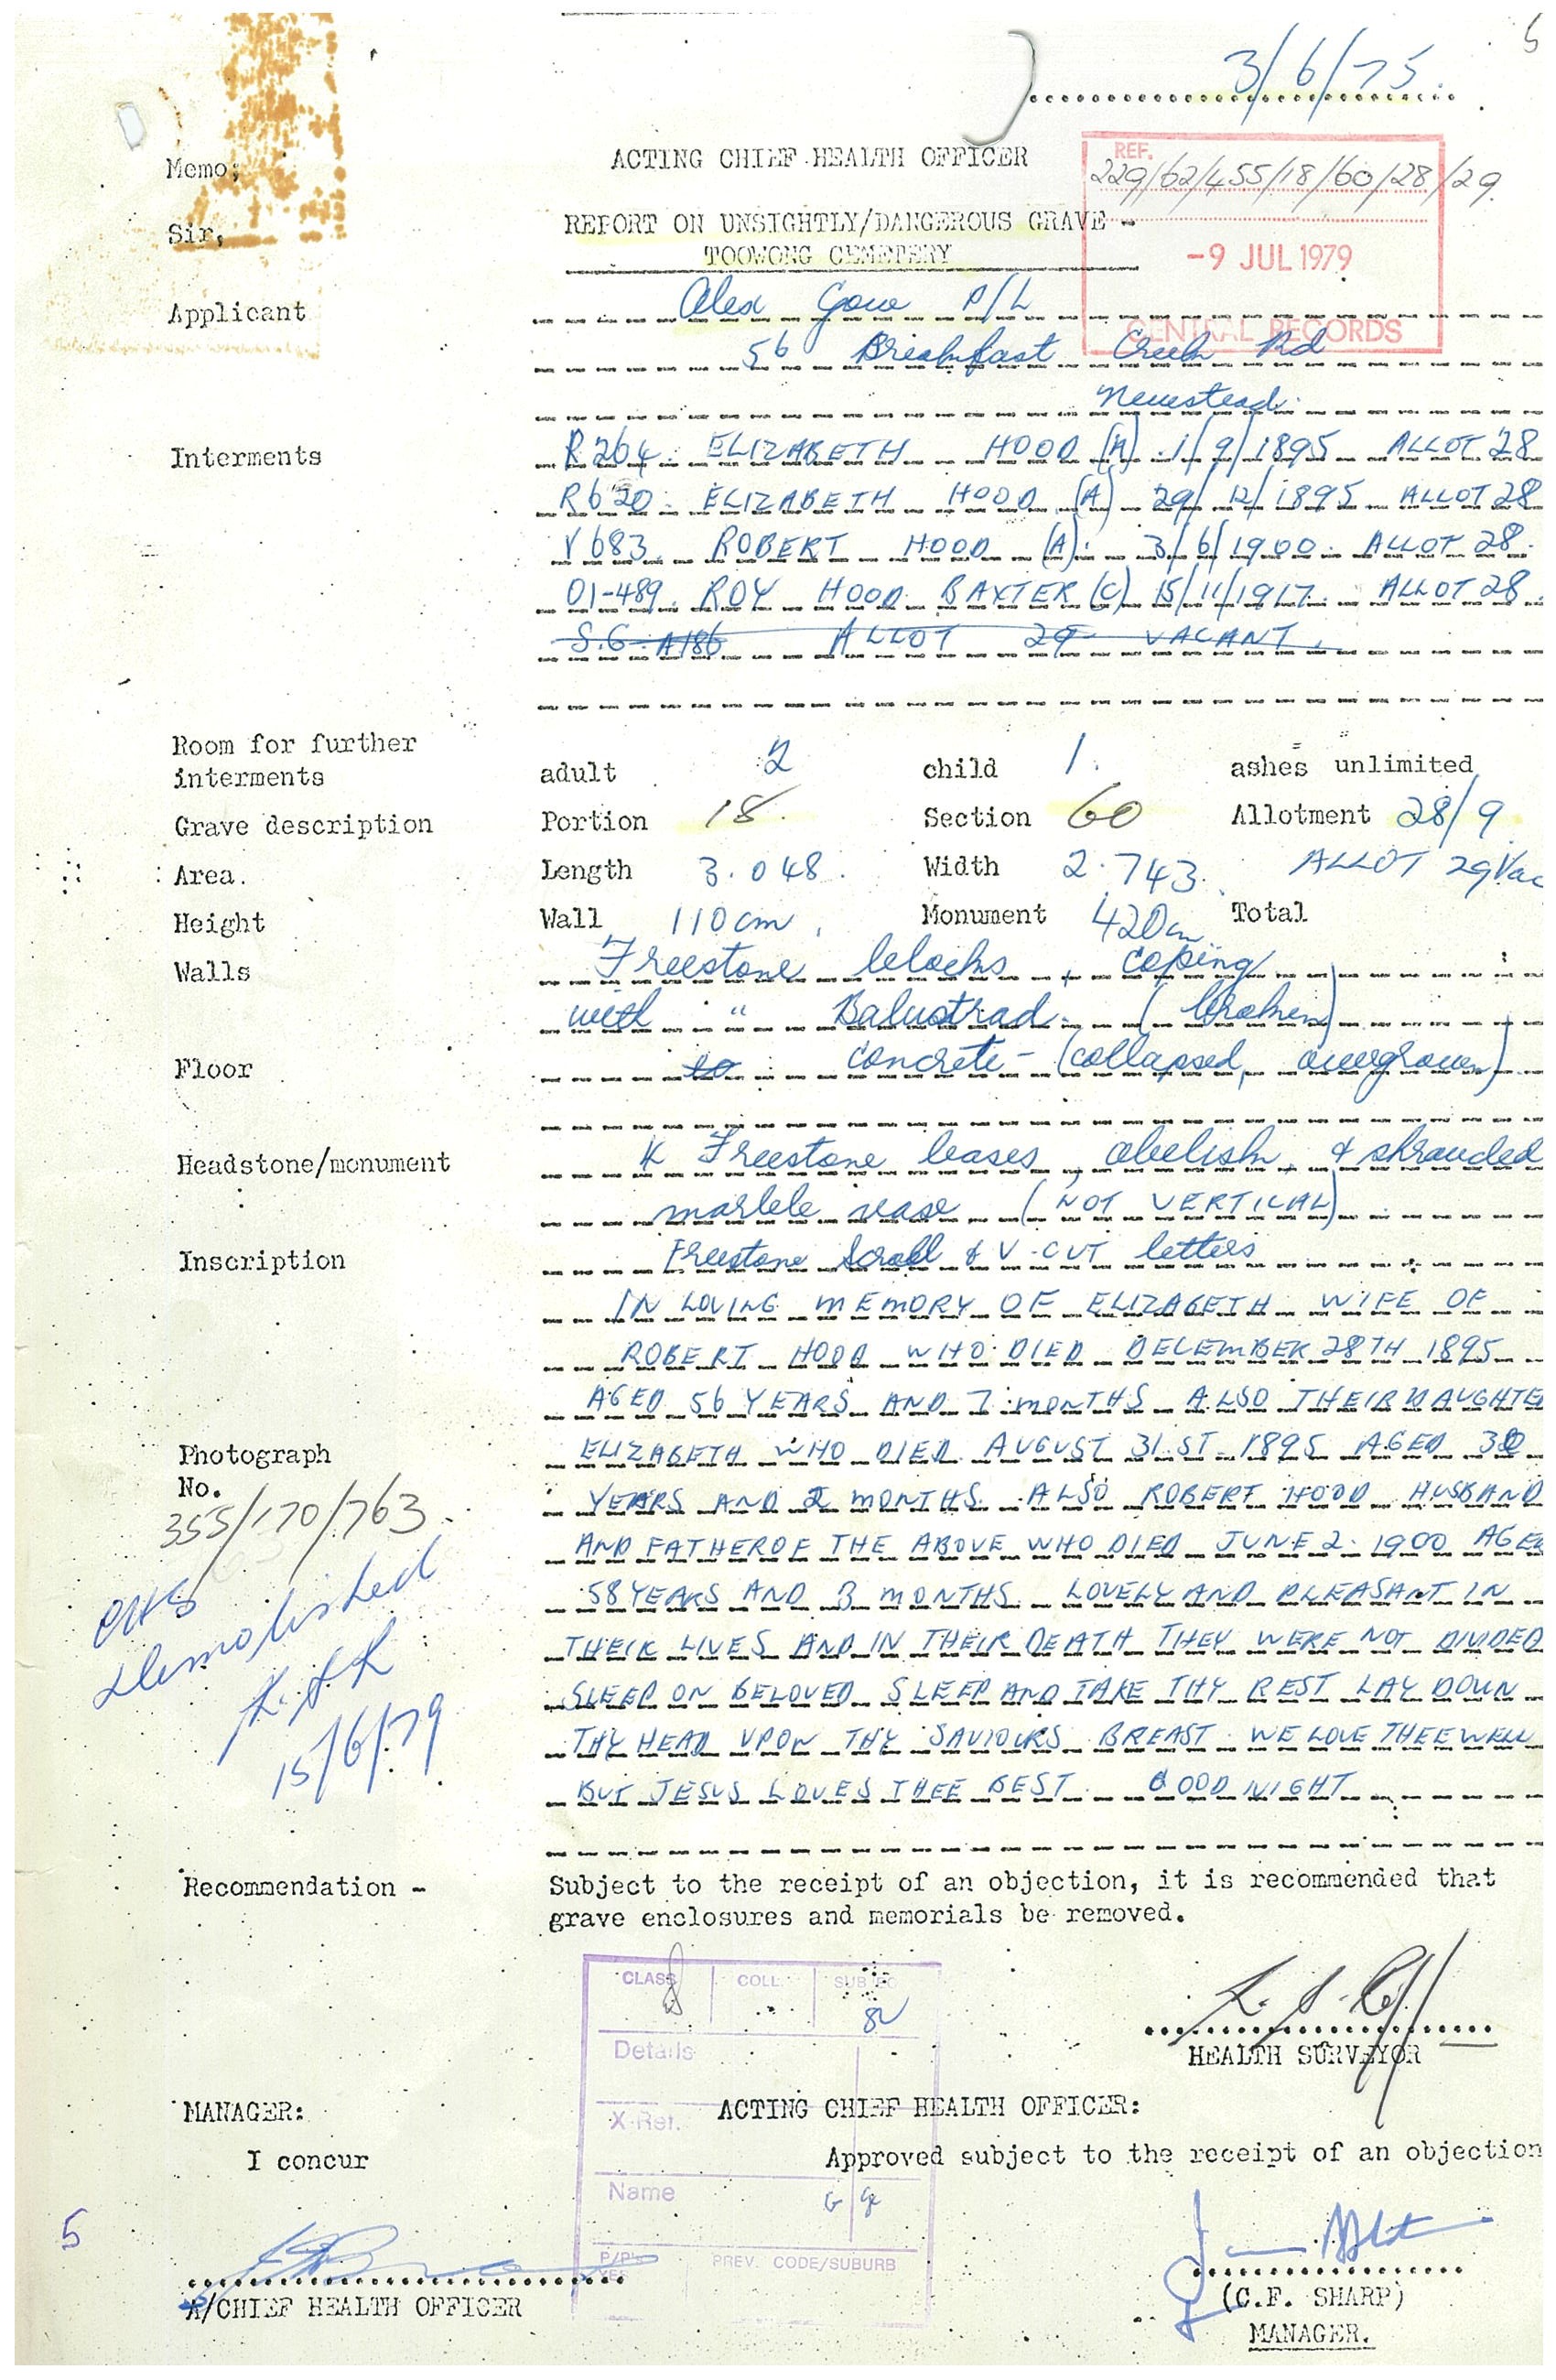 5
3/6/75.
Memo; ACTING CHIEF HEALTH OFFICER
REF.
229/62/455/18/60/28/29.
Sir, REPORT ON UNSIGHTLY/DANGEROUS GRAVE -
TOOWONG CEMETERY
-9 JUL 1979
CENTRAL RECORDS
Applicant Alex Gow P/L
56 Breakfast Creek Rd
Newstead.
Interments R264. ELIZABETH HOOD (A) 1/9/1895 ALLOT 28
R620. ELIZABETH HOOD (A) 29/12/1895 ALLOT 28
V683. ROBERT HOOD (A). 3/6/1900. ALLOT 28.
01-489. ROY HOOD BAXTER (C) 15/11/1917. ALLOT 28.
S.G. A186 ALLOT 29 VACANT.
Room for further
interments adult 2 child 1. ashes unlimited
Grave description Portion 18. Section 60 Allotment 28/9
Area. Length 3.048. Width 2.743. ALLOT 29 Vac
Height Wall 110cm, Monument 420cm Total
Walls Freestone blocks, coping
with " Balustrad. (broken)
Floor concrete - (collapsed, overgrown)
Headstone/monument 4 Freestone bases, obelisk, & shrouded
marble vase (NOT VERTICAL)
Inscription Freestone Scroll & V-CUT letters
IN LOVING MEMORY OF ELIZABETH WIFE OF
ROBERT HOOD WHO DIED DECEMBER 28TH 1895
AGED 56 YEARS AND 7 MONTHS ALSO THEIR DAUGHTE
Photograph ELIZABETH WHO DIED AUGUST 31.ST. 1895 AGED 30
No. YEARS AND 2 MONTHS. ALSO ROBERT HOOD HUSBAND
355/170/763.
AND FATHER OF THE ABOVE WHO DIED JUNE 2. 1900 AGED
58 YEARS AND 3 MONTHS LOVELY AND PLEASANT IN
THEIR LIVES AND IN THEIR DEATH THEY WERE NOT DIVIDED
SLEEP ON BELOVED SLEEP AND TAKE THY REST LAY DOWN
THY HEAD UPON THY SAVIOURS BREAST WE LOVE THEE WELL
BUT JESUS LOVES THEE BEST. GOOD NIGHT
Demolished
15/6/79
Recommendation - Subject to the receipt of an objection, it is recommended that
grave enclosures and memorials be removed.
CLASS COLL. SUB EC
Details
HEALTH SURVEYOR
MANAGER: ACTING CHIEF HEALTH OFFICER:
X-Ref.
I concur Approved subject to the receipt of an objection
Name
5
P/P's PREV. CODE/SUBURB
YES
A/CHIEF HEALTH OFFICER (C.F. SHARP)
MANAGER.